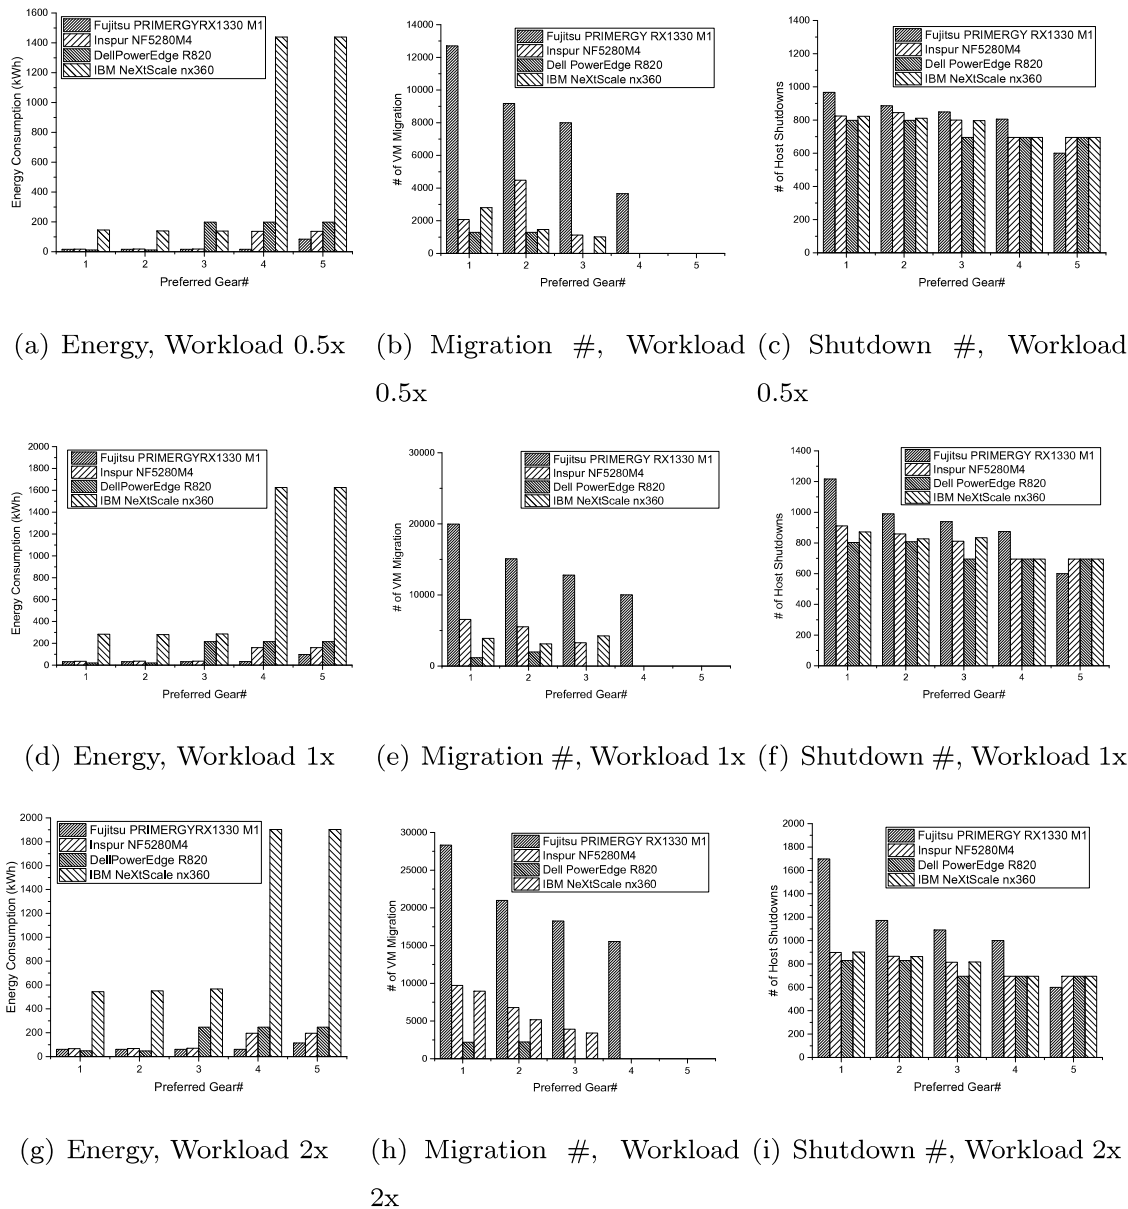 1600
1400
1200
1000
800
600
400
200
0
Energy Consumption (kWh)
Fujitsu PRIMERGYRX1330 M1
Inspur NF5280M4
DellPowerEdge R820
IBM NeXtScale nx360
1 2 3 4 5
Preferred Gear#
14000
12000
10000
8000
6000
4000
2000
0
# of VM Migration
Fujitsu PRIMERGY RX1330 M1
Inspur NF5280M4
Dell PowerEdge R820
IBM NeXtScale nx360
1 2 3 4 5
Preferred Gear#
1400
1200
1000
800
600
400
200
0
# of Host Shutdowns
Fujitsu PRIMERGY RX1330 M1
Inspur NF5280M4
Dell PowerEdge R820
IBM NeXtScale nx360
1 2 3 4 5
Preferred Gear#
(a) Energy, Workload 0.5x
(b) Migration #, Workload
0.5x
(c) Shutdown #, Workload
0.5x
2000
1800
1600
1400
1200
1000
800
600
400
200
0
Energy Consumption (kWh)
Fujitsu PRIMERGYRX1330 M1
Inspur NF5280M4
DellPowerEdge R820
IBM NeXtScale nx360
1 2 3 4 5
Preferred Gear#
30000
20000
10000
0
# of VM Migration
Fujitsu PRIMERGY RX1330 M1
Inspur NF5280M4
Dell PowerEdge R820
IBM NeXtScale nx360
1 2 3 4 5
Preferred Gear#
1400
1200
1000
800
600
400
200
0
# of Host Shutdowns
Fujitsu PRIMERGY RX1330 M1
Inspur NF5280M4
Dell PowerEdge R820
IBM NeXtScale nx360
1 2 3 4 5
Preferred Gear#
(d) Energy, Workload 1x
(e) Migration #, Workload 1x
(f) Shutdown #, Workload 1x
2000
1800
1600
1400
1200
1000
800
600
400
200
0
Energy Consumption (kWh)
Fujitsu PRIMERGYRX1330 M1
Inspur NF5280M4
DellPowerEdge R820
IBM NeXtScale nx360
1 2 3 4 5
Preferred Gear#
30000
25000
20000
15000
10000
5000
0
# of VM Migration
Fujitsu PRIMERGY RX1330 M1
Inspur NF5280M4
Dell PowerEdge R820
IBM NeXtScale nx360
1 2 3 4 5
Preferred Gear#
2000
1800
1600
1400
1200
1000
800
600
400
200
0
# of Host Shutdowns
Fujitsu PRIMERGY RX1330 M1
Inspur NF5280M4
Dell PowerEdge R820
IBM NeXtScale nx360
1 2 3 4 5
Preferred Gear#
(g) Energy, Workload 2x
(h) Migration #, Workload
2x
(i) Shutdown #, Workload 2x